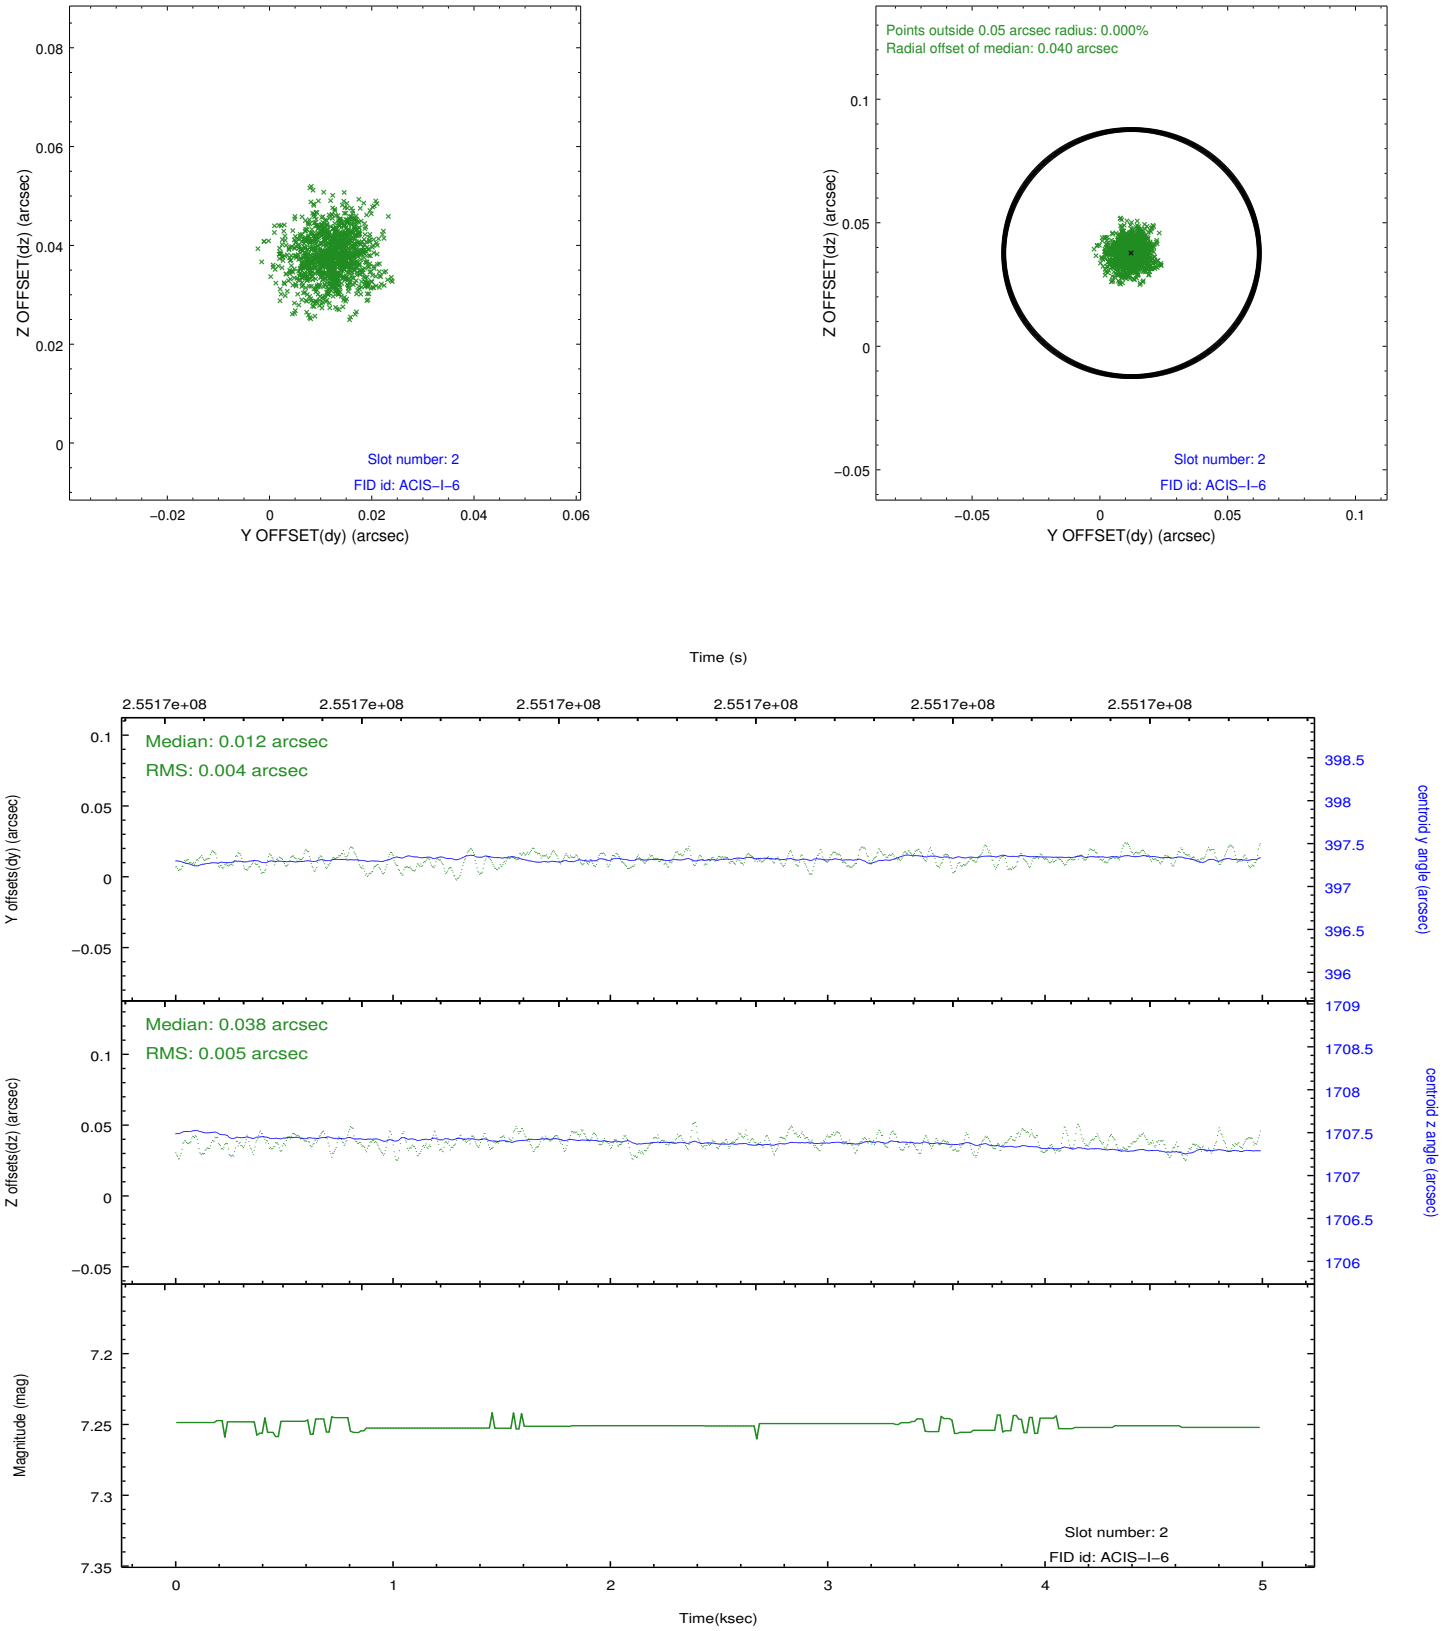 0.08
0.06
0.04
0.02
0
Z OFFSET(dz) (arcsec)
Slot number: 2
FID id: ACIS−I−6
−0.02 0 0.02 0.04 0.06
Y OFFSET(dy) (arcsec)
Points outside 0.05 arcsec radius: 0.000%
Radial offset of median: 0.040 arcsec
0.1
0.05
0
−0.05
Z OFFSET(dz) (arcsec)
Slot number: 2
FID id: ACIS−I−6
−0.05 0 0.05 0.1
Y OFFSET(dy) (arcsec)
Time (s)
2.5517e+08 2.5517e+08 2.5517e+08 2.5517e+08 2.5517e+08 2.5517e+08
Median: 0.012 arcsec
RMS: 0.004 arcsec
0.1
0.05
0
−0.05
Y offsets(dy) (arcsec)
398.5
398
397.5
397
396.5
396
centroid y angle (arcsec)
Median: 0.038 arcsec
RMS: 0.005 arcsec
0.1
0.05
0
−0.05
Z offsets(dz) (arcsec)
1709
1708.5
1708
1707.5
1707
1706.5
1706
centroid z angle (arcsec)
7.2
7.25
7.3
7.35
Magnitude (mag)
Slot number: 2
FID id: ACIS−I−6
0 1 2 3 4 5
Time(ksec)